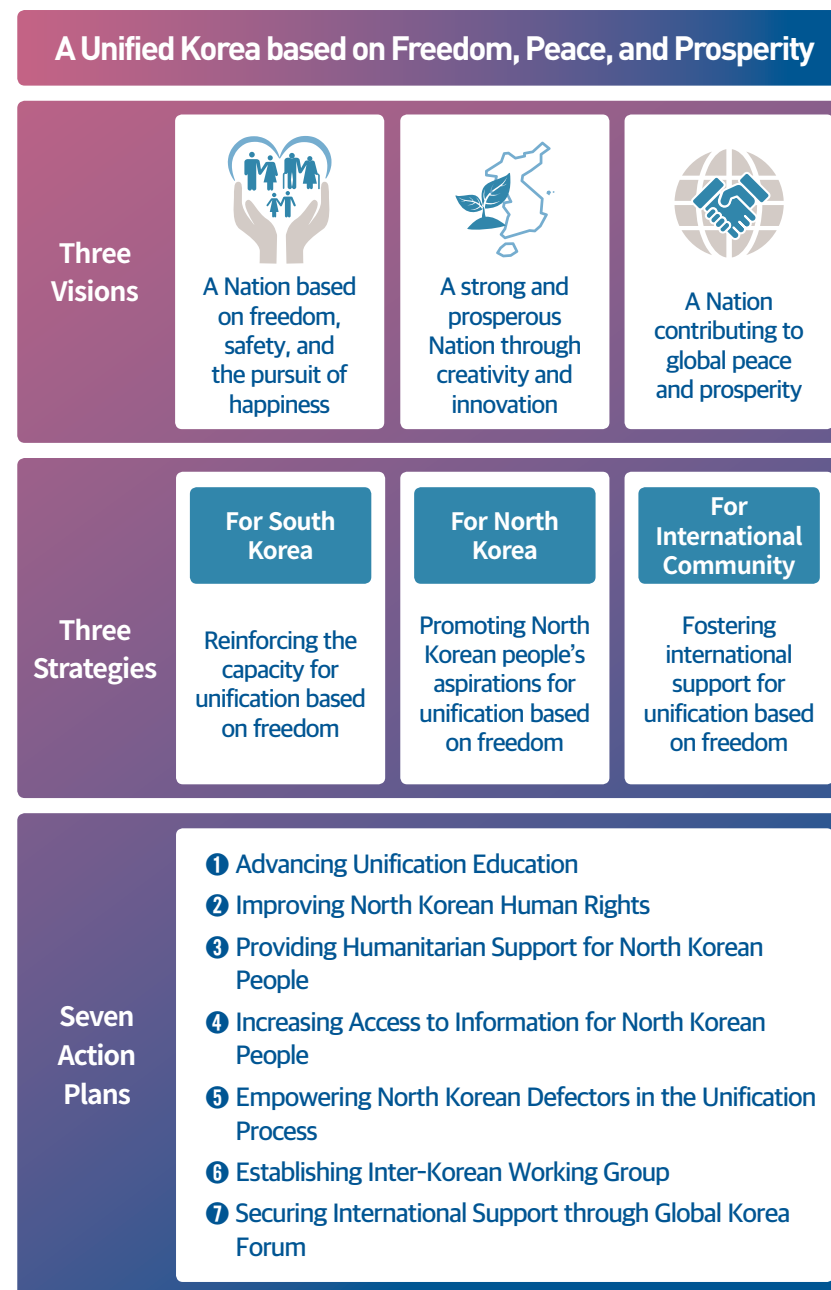 A Unified Korea based on Freedom, Peace, and Prosperity
Three
Visions
A Nation based
on freedom,
safety, and
the pursuit of
happiness
A strong and
prosperous
Nation through
creativity and
innovation
A Nation
contributing to
global peace
and prosperity
Three
Strategies
For South
Korea
Reinforcing the
capacity for
unification based
on freedom
For North
Korea
Promoting North
Korean people’s
aspirations for
unification based
on freedom
For
International
Community
Fostering
international
support for
unification based
on freedom
Seven
Action
Plans
❶ Advancing Unification Education
❷ Improving North Korean Human Rights
❸ Providing Humanitarian Support for North Korean
People
❹ Increasing Access to Information for North Korean
People
❺ Empowering North Korean Defectors in the Unification
Process
❻ Establishing Inter-Korean Working Group
❼ Securing International Support through Global Korea
Forum